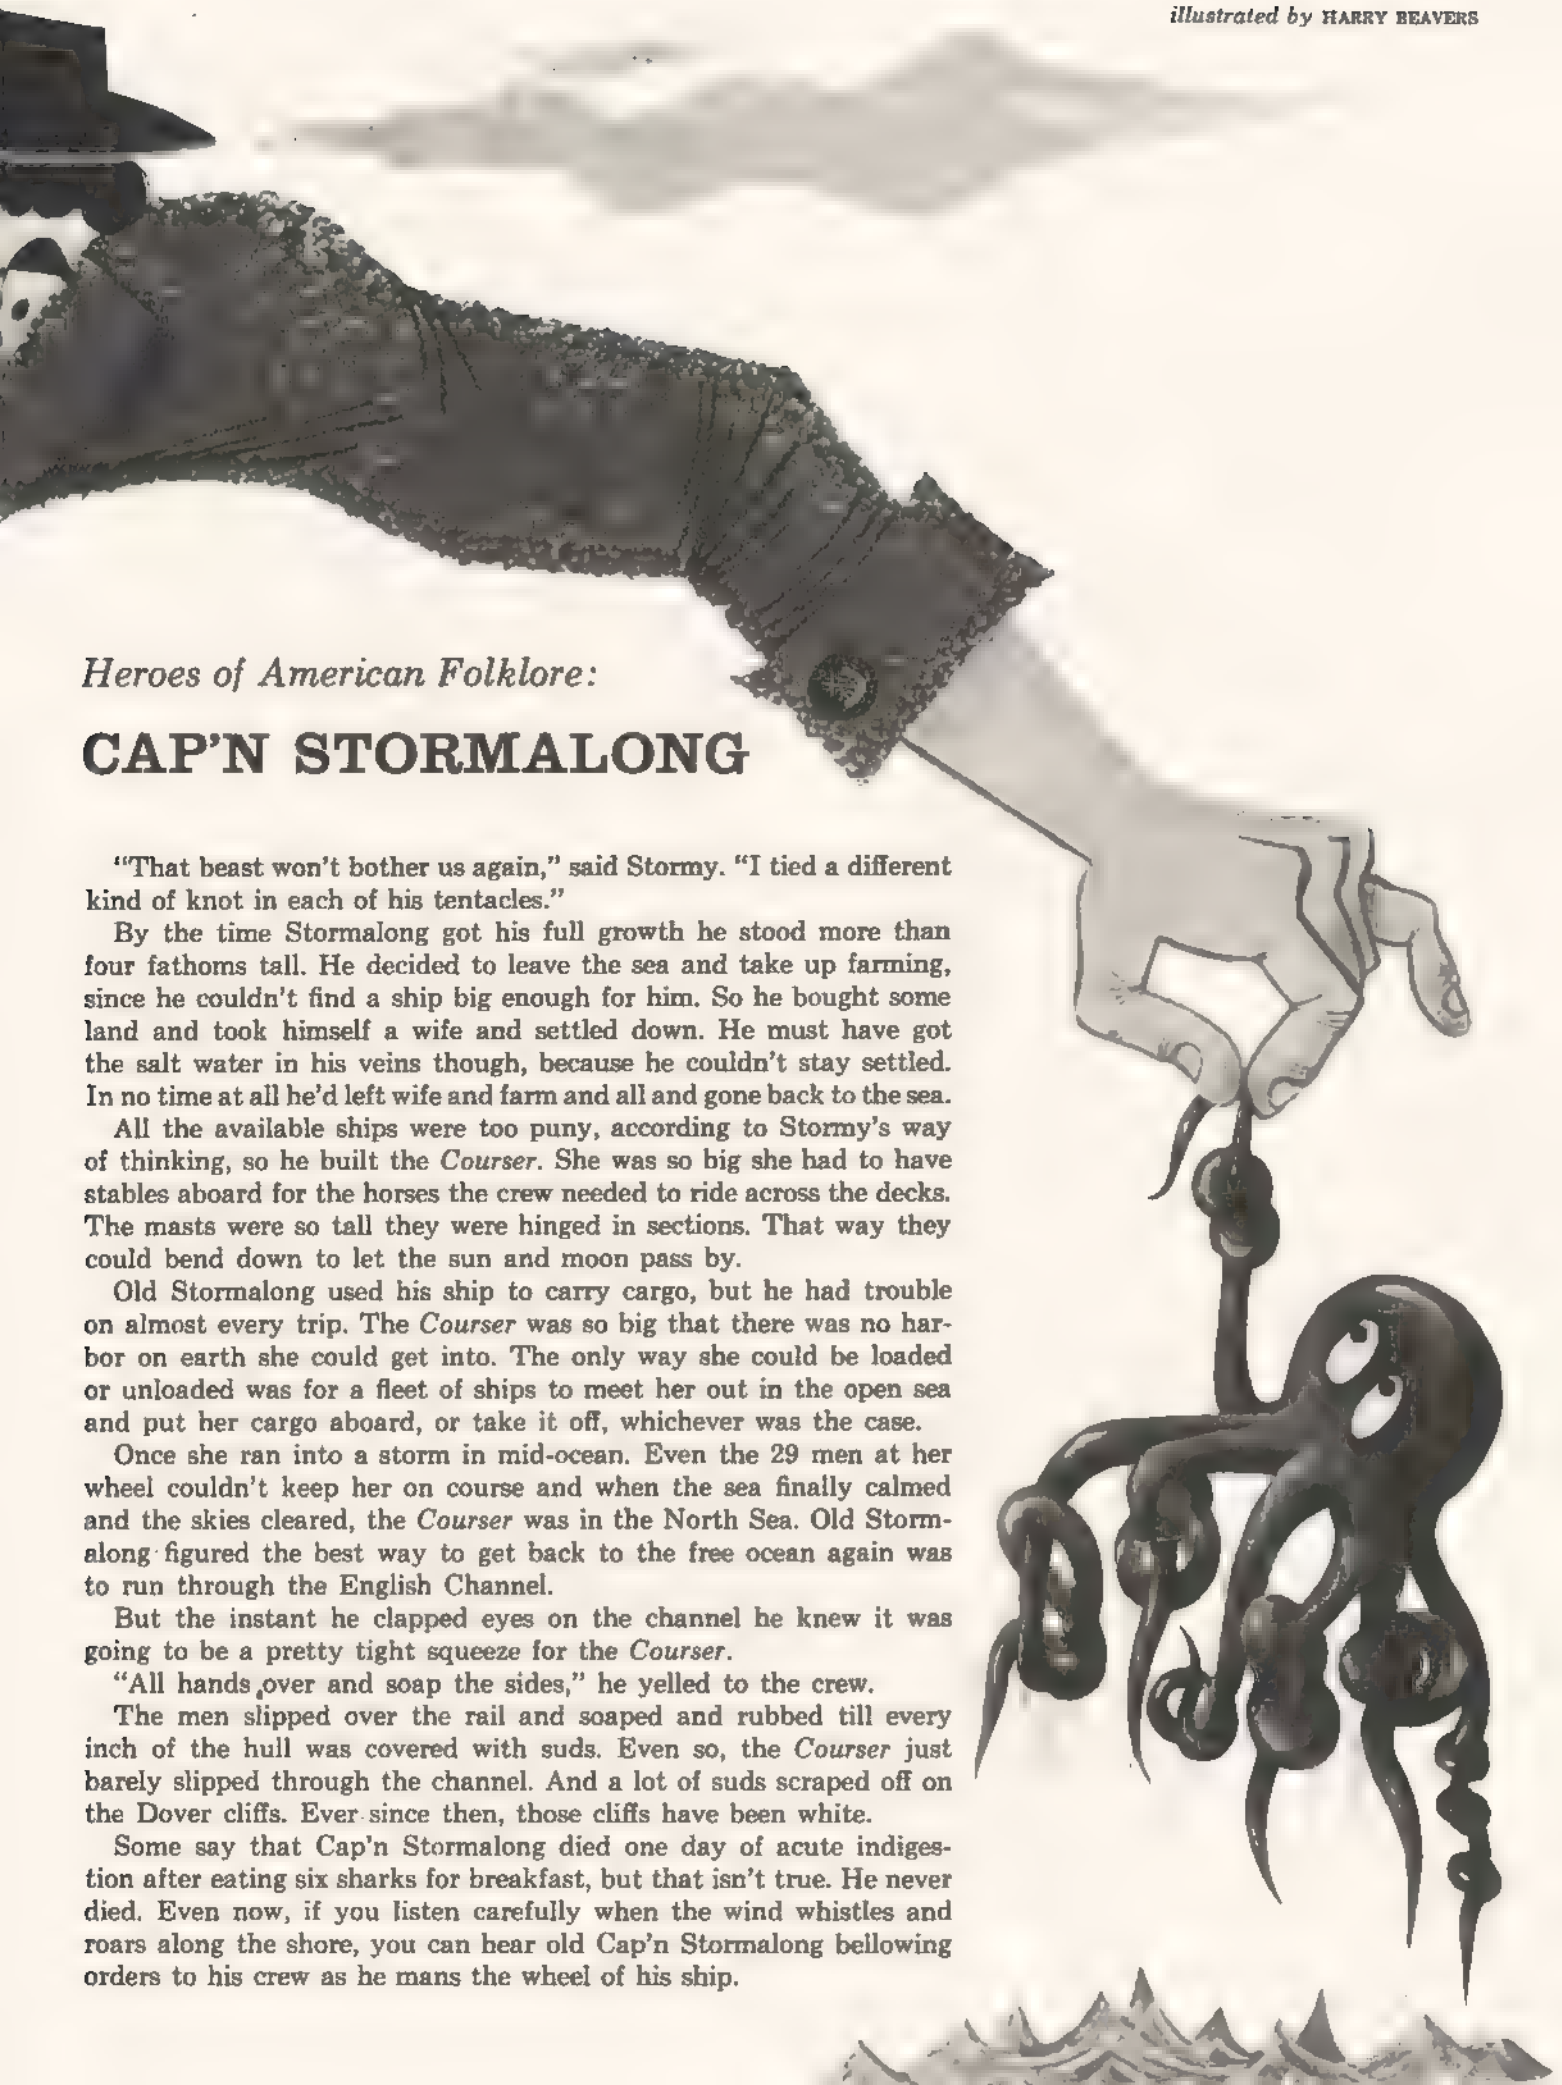 illustrated by HARRY BEAVERS
Heroes of American Folklore:
CAP'N STORMALONG
"That beast won't bother us again," said Stormy. "I tied a different
kind of knot in each of his tentacles."
By the time Stormalong got his full growth he stood more than
four fathoms tall. He decided to leave the sea and take up farming,
since he couldn't find a ship big enough for him. So he bought some
land and took himself a wife and settled down. He must have got
the salt water in his veins though, because he couldn't stay settled.
In no time at all he'd left wife and farm and all and gone back to the sea.
All the available ships were too puny, according to Stormy's way
of thinking, so he built the Courser. She was so big she had to have
stables aboard for the horses the crew needed to ride across the decks.
The masts were so tall they were hinged in sections. That way they
could bend down to let the sun and moon pass by.
Old Stormalong used his ship to carry cargo, but he had trouble
on almost every trip. The Courser was so big that there was no har-
bor on earth she could get into. The only way she could be loaded
or unloaded was for a fleet of ships to meet her out in the open sea
and put her cargo aboard, or take it off, whichever was the case.
Once she ran into a storm in mid-ocean. Even the 29 men at her
wheel couldn't keep her on course and when the sea finally calmed
and the skies cleared, the Courser was in the North Sea. Old Storm-
along figured the best way to get back to the free ocean again was
to run through the English Channel.
But the instant he clapped eyes on the channel he knew it was
going to be a pretty tight squeeze for the Courser.
"All hands over and soap the sides," he yelled to the crew.
The men slipped over the rail and soaped and rubbed till every
inch of the hull was covered with suds. Even so, the Courser just
barely slipped through the channel. And a lot of suds scraped off on
the Dover cliffs. Ever since then, those cliffs have been white.
Some say that Cap'n Stormalong died one day of acute indiges-
tion after eating six sharks for breakfast, but that isn't true. He never
died. Even now, if you listen carefully when the wind whistles and
roars along the shore, you can hear old Cap'n Stormalong bellowing
orders to his crew as he mans the wheel of his ship.